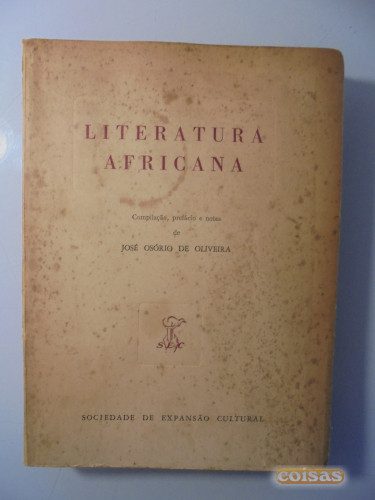 LITERATURA
AFRICANA
Compilação, prefácio e notas
de
JOSÉ OSÓRIO DE OLIVEIRA
S.E.C
SOCIEDADE DE EXPANSÃO CULTURAL
coisas